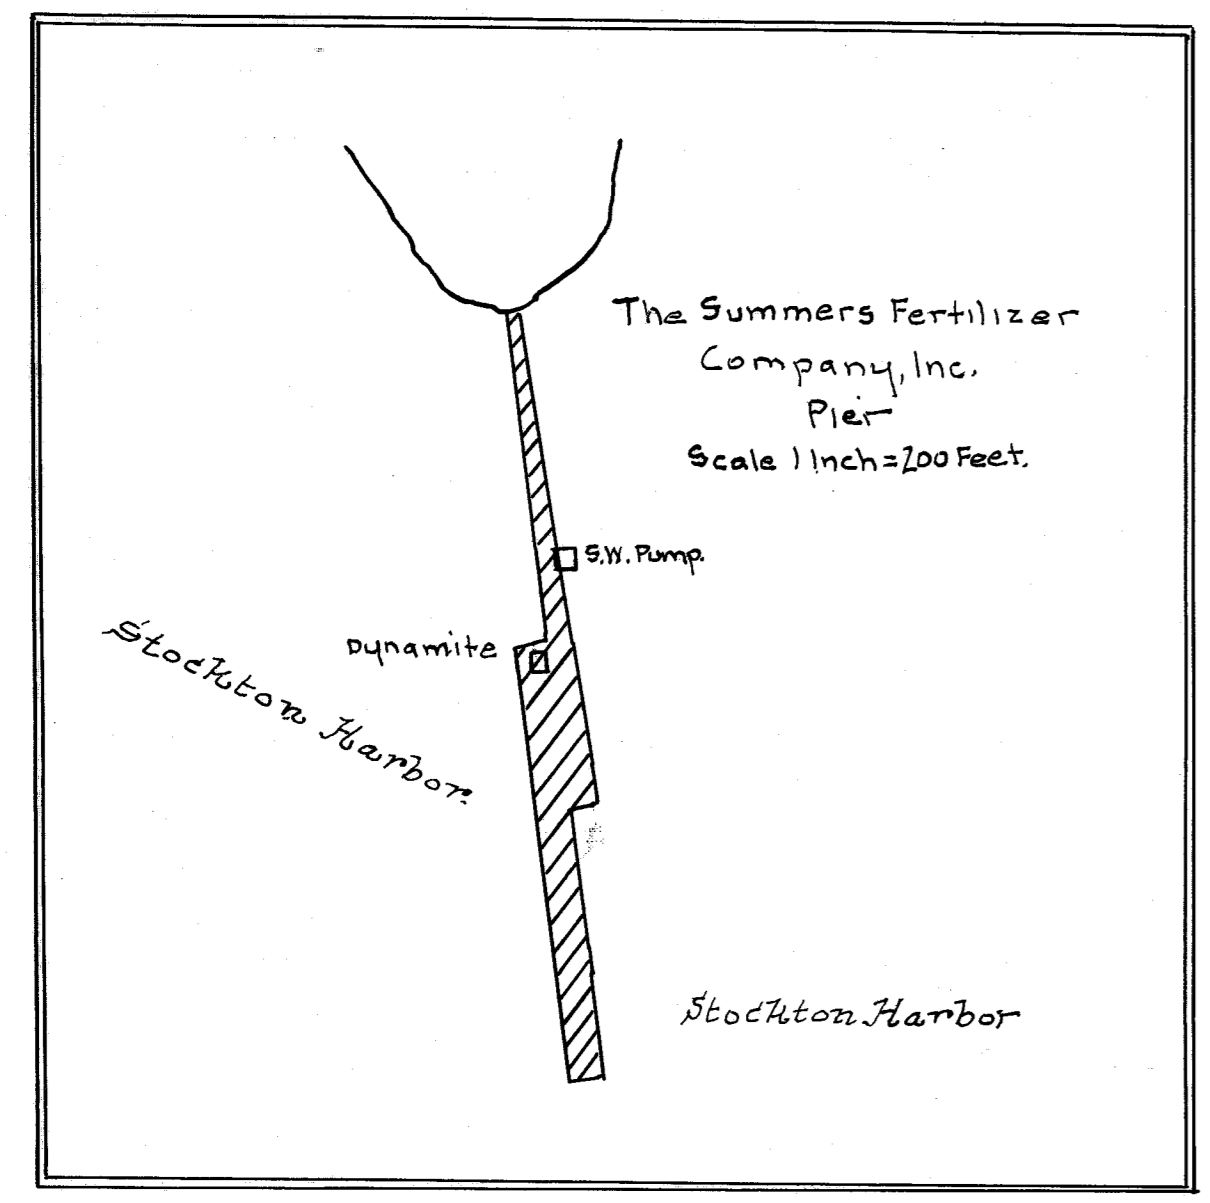 The Summers Fertilizer
Company, Inc.
Pier
Scale 1 Inch = 200 Feet.
S.W. Pump.
Dynamite
Stockton Harbor.
Stockton Harbor